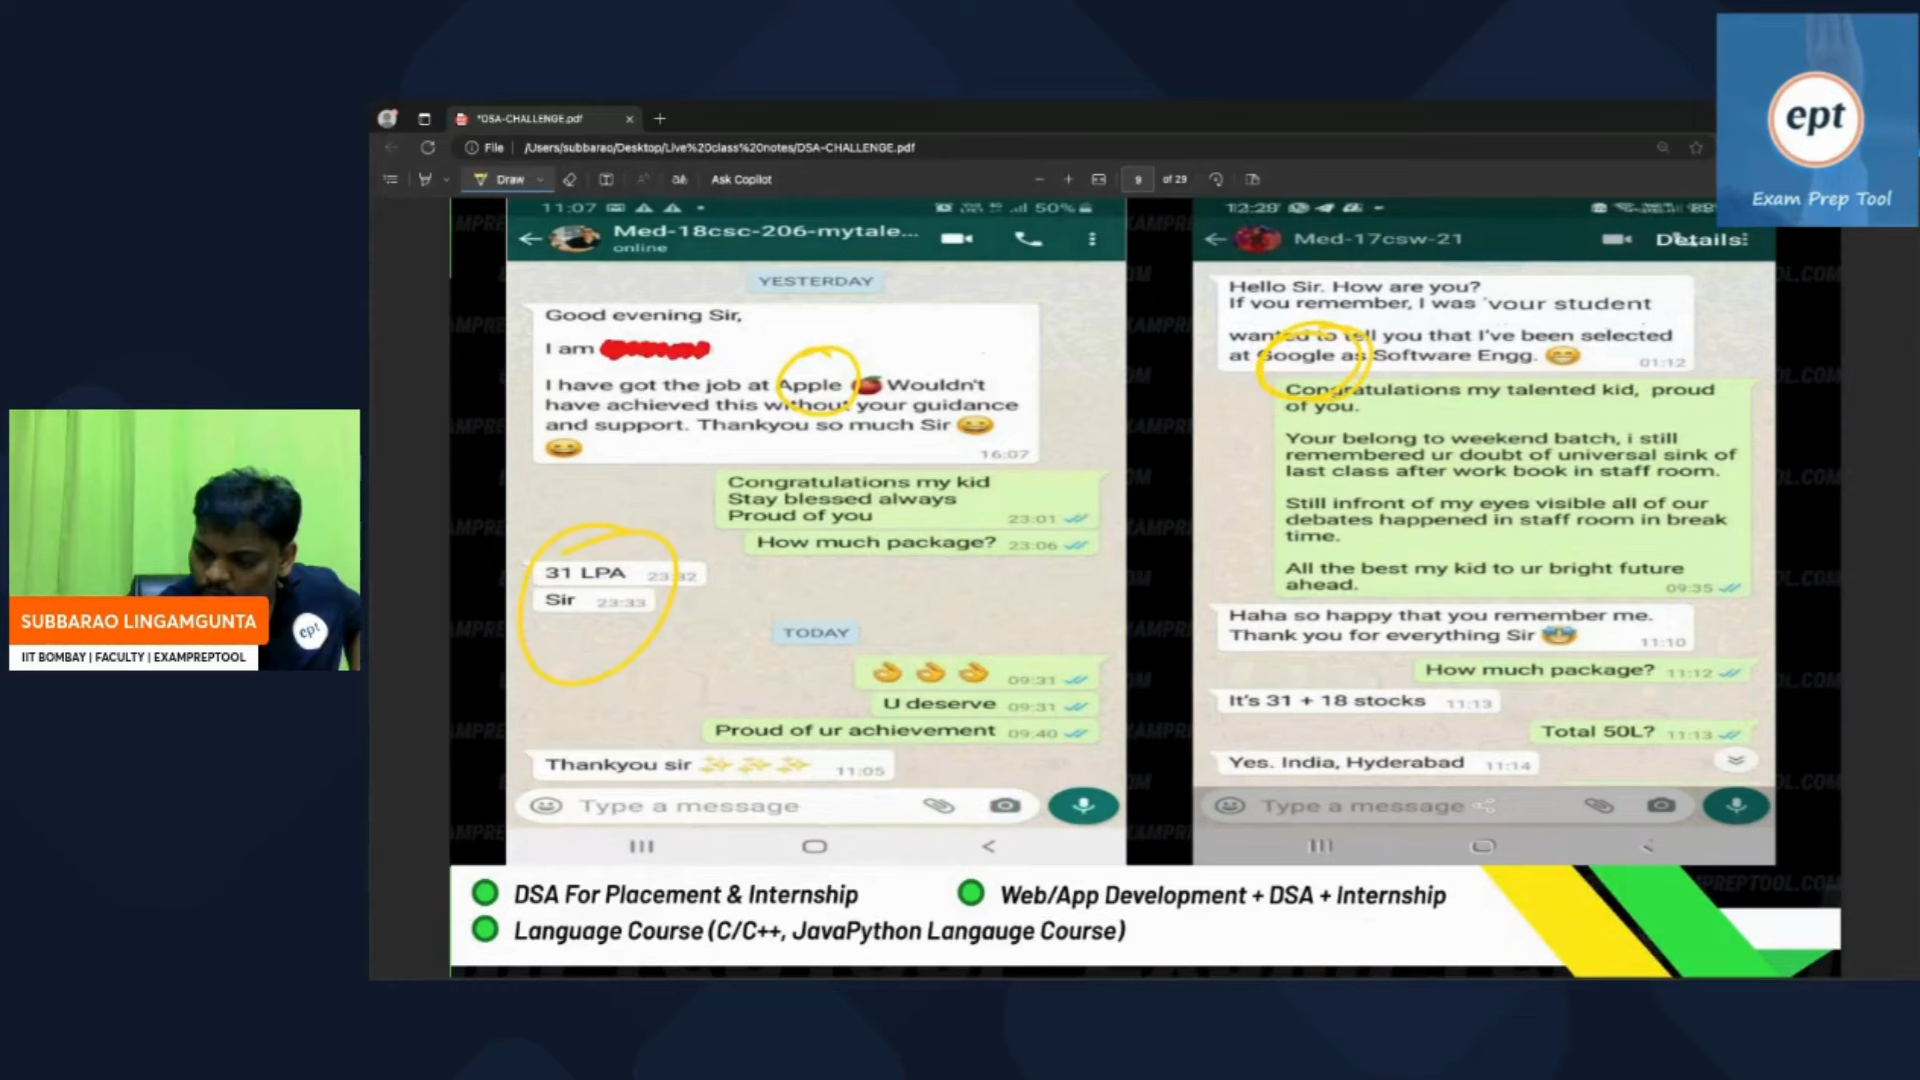 ept
Exam Prep Tool
*DSA-CHALLENGE.pdf
File
/Users/subbarao/Desktop/Live%20class%20notes/DSA-CHALLENGE.pdf
Draw
Ask Copilot
9 of 29
11:07
50%
Med-18csc-206-mytale...
online
YESTERDAY
Good evening Sir,
I am
I have got the job at Apple Wouldn't
have achieved this without your guidance
and support. Thankyou so much Sir
16:07
Congratulations my kid
Stay blessed always
Proud of you
23:01
How much package? 23:06
31 LPA 23:32
Sir 23:33
TODAY
09:31
U deserve 09:31
Proud of ur achievement 09:40
Thankyou sir 11:05
Type a message
12:29
Med-17csw-21
Details
Hello Sir. How are you?
If you remember, I was your student
wanted to tell you that I've been selected
at Google as Software Engg.
01:12
Congratulations my talented kid, proud
of you.
Your belong to weekend batch, i still
remembered ur doubt of universal sink of
last class after work book in staff room.
Still infront of my eyes visible all of our
debates happened in staff room in break
time.
All the best my kid to ur bright future
ahead.
09:35
Haha so happy that you remember me.
Thank you for everything Sir
11:10
How much package? 11:12
It's 31 + 18 stocks 11:13
Total 50L? 11:13
Yes. India, Hyderabad 11:14
Type a message
DSA For Placement & Internship
Web/App Development + DSA + Internship
Language Course (C/C++, JavaPython Langauge Course)
SUBBARAO LINGAMGUNTA
IIT BOMBAY | FACULTY | EXAMPREPTOOL
ept